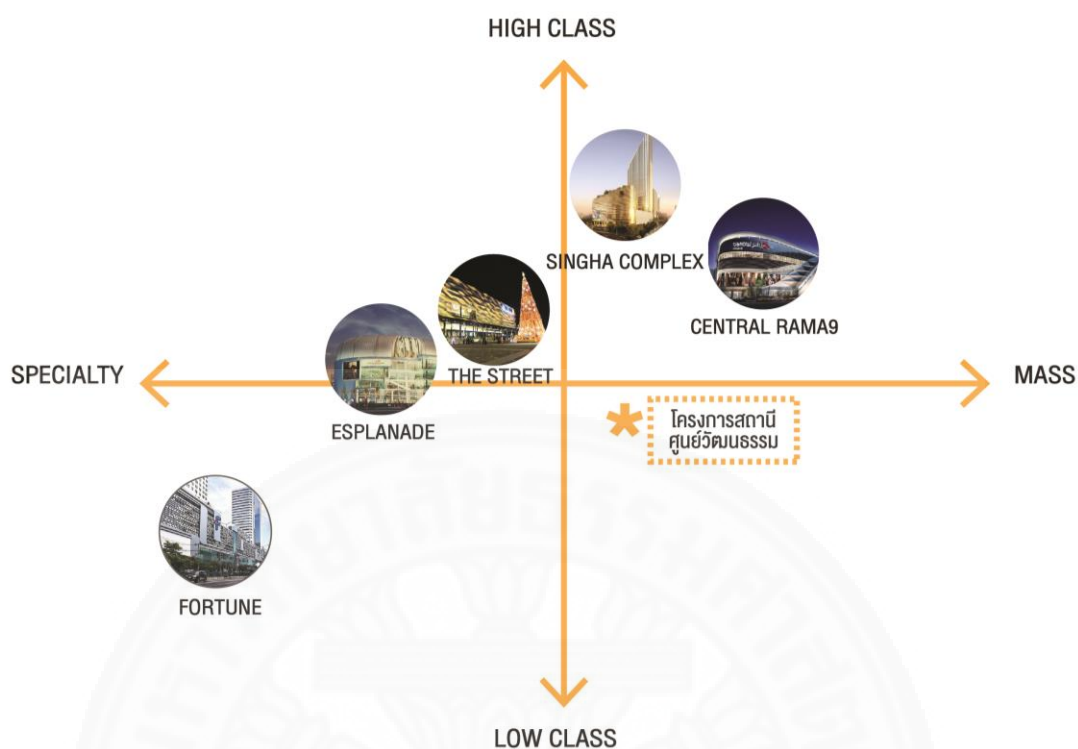 HIGH CLASS
SINGHA COMPLEX
CENTRAL RAMA9
SPECIALTY
THE STREET
MASS
ESPLANADE
* โครงการสถานี
ศูนย์วัฒนธรรม
FORTUNE
LOW CLASS